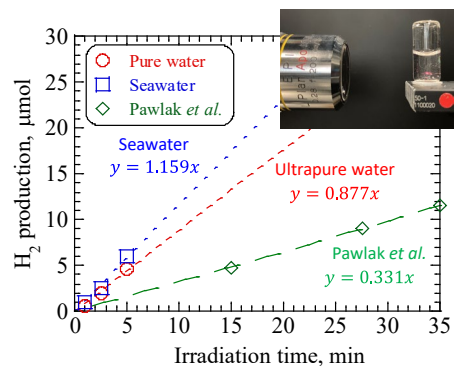 30
25
20
15
10
5
0
H₂ production, μmol
Pure water
Seawater
Pawlak et al.
Seawater
y = 1.159x
Ultrapure water
y = 0.877x
Pawlak et al.
y = 0.331x
0 5 10 15 20 25 30 35
Irradiation time, min
1100020